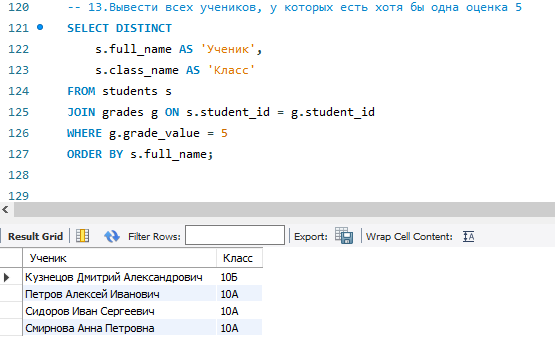 120 -- 13.Вывести всех учеников, у которых есть хотя бы одна оценка 5
121 SELECT DISTINCT
122 s.full_name AS 'Ученик',
123 s.class_name AS 'Класс'
124 FROM students s
125 JOIN grades g ON s.student_id = g.student_id
126 WHERE g.grade_value = 5
127 ORDER BY s.full_name;
128
129
Result Grid Filter Rows: Export: Wrap Cell Content: IA
Ученик Класс
Кузнецов Дмитрий Александрович 10Б
Петров Алексей Иванович 10А
Сидоров Иван Сергеевич 10А
Смирнова Анна Петровна 10А